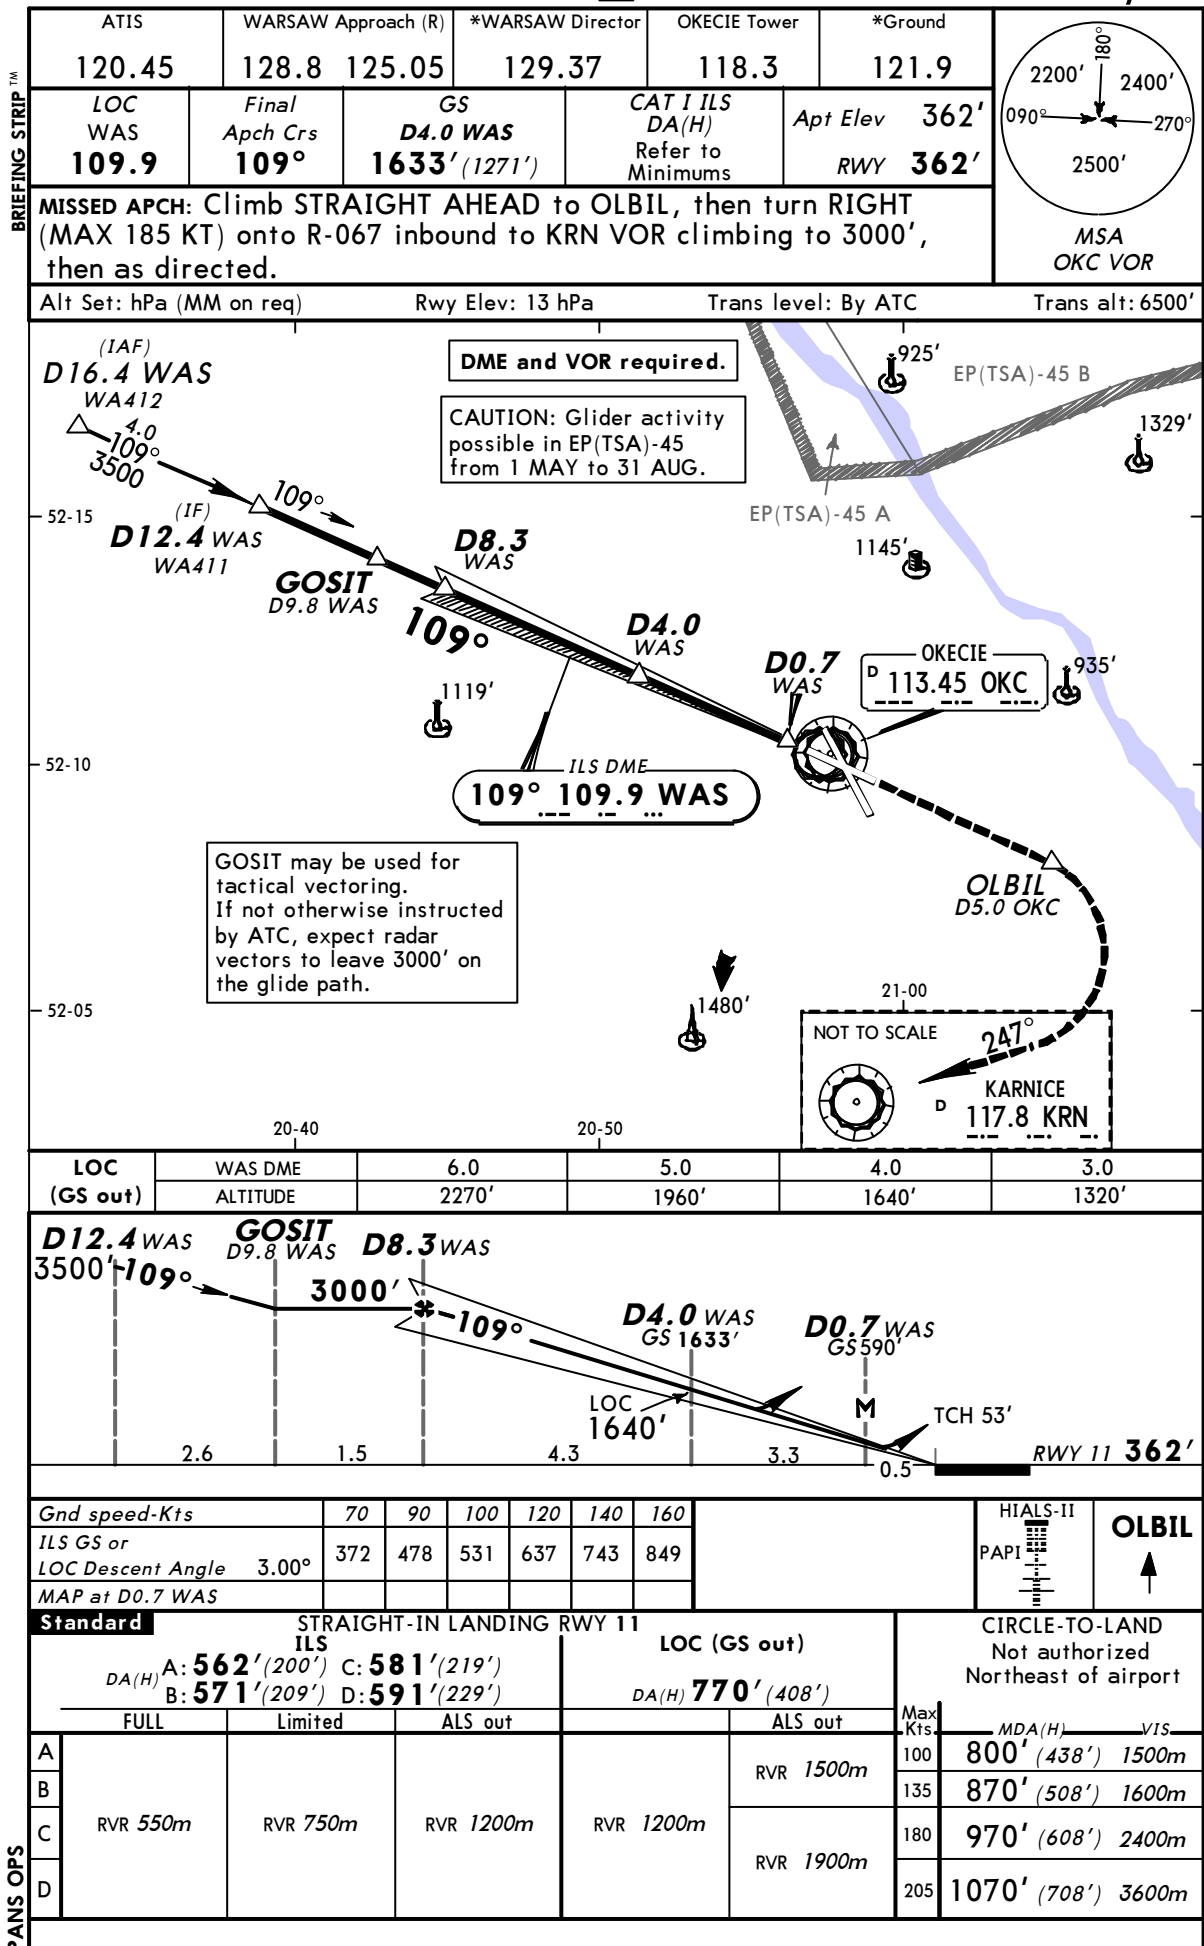 ATIS WARSAW Approach (R) *WARSAW Director OKECIE Tower *Ground
120.45 128.8 125.05 129.37 118.3 121.9
LOC Final GS CAT I ILS
WAS Apch Crs D4.0 WAS DA(H) Apt Elev 362'
109.9 109° 1633' (1271') Refer to Minimums RWY 362'
2200' 180° 2400'
090° 270°
2500'
MSA
OKC VOR
BRIEFING STRIP TM
MISSED APCH: Climb STRAIGHT AHEAD to OLBIL, then turn RIGHT
(MAX 185 KT) onto R-067 inbound to KRN VOR climbing to 3000',
then as directed.
Alt Set: hPa (MM on req) Rwy Elev: 13 hPa Trans level: By ATC Trans alt: 6500'
(IAF)
D16.4 WAS
WA412
4.0
109°
3500
DME and VOR required.
CAUTION: Glider activity
possible in EP(TSA)-45
from 1 MAY to 31 AUG.
925'
EP(TSA)-45 B
1329'
EP(TSA)-45 A
1145'
52-15
(IF)
D12.4 WAS
WA411
109°
GOSIT
D9.8 WAS
D8.3
WAS
109°
D4.0
WAS
D0.7
WAS
OKECIE
D 113.45 OKC
935'
1119'
52-10
ILS DME
109° 109.9 WAS
GOSIT may be used for
tactical vectoring.
If not otherwise instructed
by ATC, expect radar
vectors to leave 3000' on
the glide path.
OLBIL
D5.0 OKC
1480'
52-05
21-00
NOT TO SCALE
247°
KARNICE
D 117.8 KRN
20-40 20-50
LOC WAS DME 6.0 5.0 4.0 3.0
(GS out) ALTITUDE 2270' 1960' 1640' 1320'
D12.4 WAS GOSIT D8.3 WAS
D9.8 WAS
3500' 109° 3000'
109°
D4.0 WAS D0.7 WAS
GS 1633' GS 590'
LOC
1640'
M
TCH 53'
2.6 1.5 4.3 3.3 0.5 RWY 11 362'
Gnd speed-Kts 70 90 100 120 140 160
ILS GS or
LOC Descent Angle 3.00° 372 478 531 637 743 849
MAP at D0.7 WAS
HIALS-II
PAPI
OLBIL
Standard STRAIGHT-IN LANDING RWY 11 CIRCLE-TO-LAND
ILS LOC (GS out) Not authorized
Northeast of airport
DA(H) A: 562' (200') C: 581' (219')
B: 571' (209') D: 591' (229') DA(H) 770' (408')
FULL Limited ALS out ALS out Max Kts. MDA(H) VIS
A 100 800' (438') 1500m
RVR 1500m
B 135 870' (508') 1600m
RVR 550m RVR 750m RVR 1200m RVR 1200m
C 180 970' (608') 2400m
RVR 1900m
D 205 1070' (708') 3600m
PANS OPS